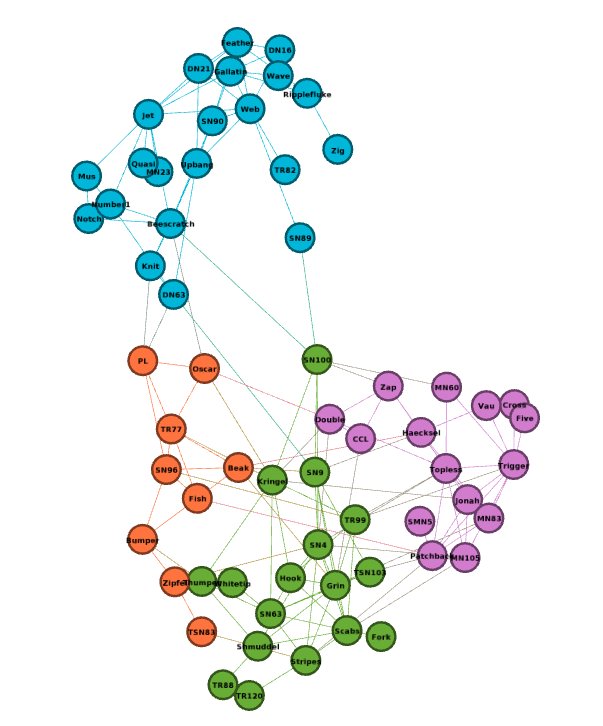 Feather
DN16
DN21
Gallatin
Wave
Ripplefluke
Jet
SN90
Web
Zig
Quasi
MN23
Upbang
TR82
Mus
Number1
Notch
Beescratch
SN89
Knit
DN63
PL
Oscar
SN100
Zap
MN60
Vau
Cross
Five
Double
CCL
Haecksel
TR77
SN96
Beak
Kringel
SN9
Topless
Trigger
Fish
Jonah
TR99
SMN5
MN83
Bumper
SN4
Patchback
MN105
Zipfel
Thumper
Whitetip
Hook
Grin
TSN103
SN63
TSN83
Shmuddel
Scabs
Fork
Stripes
TR88
TR120